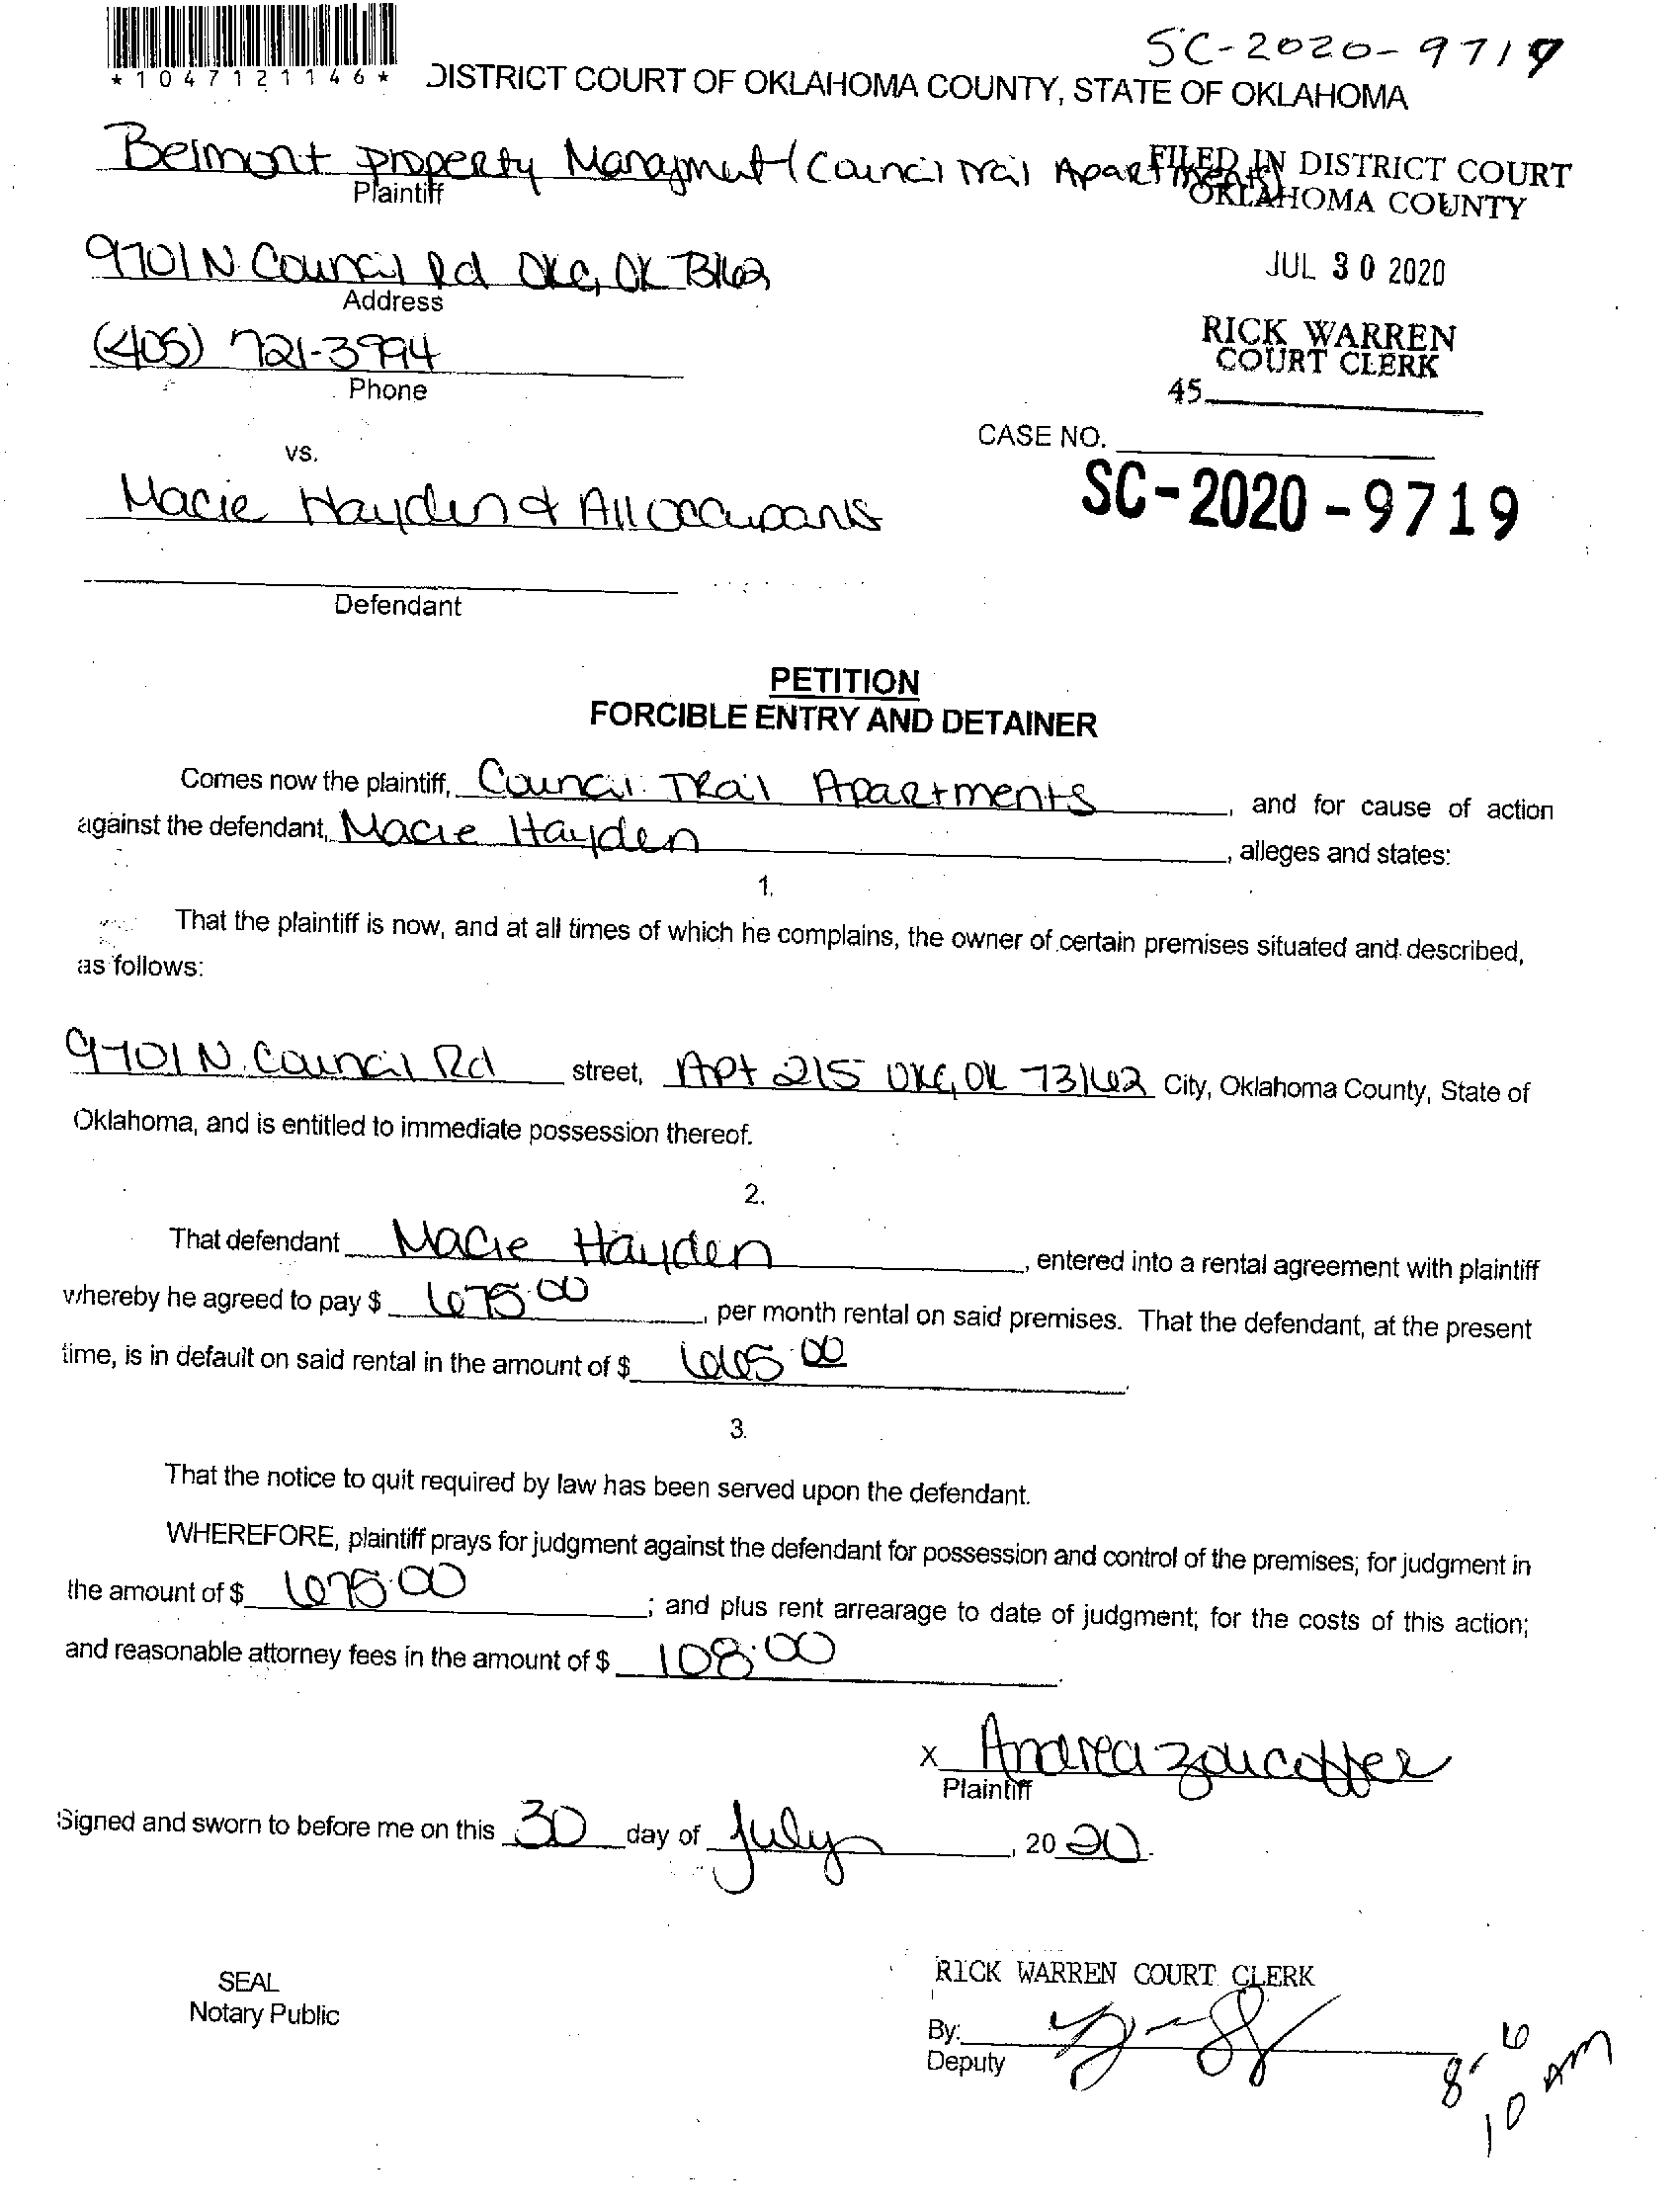 SC-2020-9719
*1047121146*
DISTRICT COURT OF OKLAHOMA COUNTY, STATE OF OKLAHOMA
Belmont Property Managment (Council Trail Apartments)
Plaintiff
FILED IN DISTRICT COURT
OKLAHOMA COUNTY
9701 N. Council Rd OKC, OK 73162
Address
JUL 30 2020
(405) 721-3994
Phone
RICK WARREN
COURT CLERK
45
CASE NO.
vs.
SC-2020-9719
Macie Hayden & All occupants
Defendant
PETITION
FORCIBLE ENTRY AND DETAINER
Comes now the plaintiff, Council Trail Apartments, and for cause of action
against the defendant, Macie Hayden, alleges and states:
1.
That the plaintiff is now, and at all times of which he complains, the owner of certain premises situated and described,
as follows:
9701 N. Council Rd street, Apt 215 OKC, OK 73162 City, Oklahoma County, State of
Oklahoma, and is entitled to immediate possession thereof.
2.
That defendant Macie Hayden, entered into a rental agreement with plaintiff
whereby he agreed to pay $ 675.00, per month rental on said premises. That the defendant, at the present
time, is in default on said rental in the amount of $ 665.00.
3.
That the notice to quit required by law has been served upon the defendant.
WHEREFORE, plaintiff prays for judgment against the defendant for possession and control of the premises; for judgment in
the amount of $ 675.00; and plus rent arrearage to date of judgment; for the costs of this action;
and reasonable attorney fees in the amount of $ 108.00.
X Andrea
Plaintiff
Signed and sworn to before me on this 30 day of July, 20 20.
SEAL
Notary Public
RICK WARREN COURT CLERK
By:
Deputy
8-6
10 AM